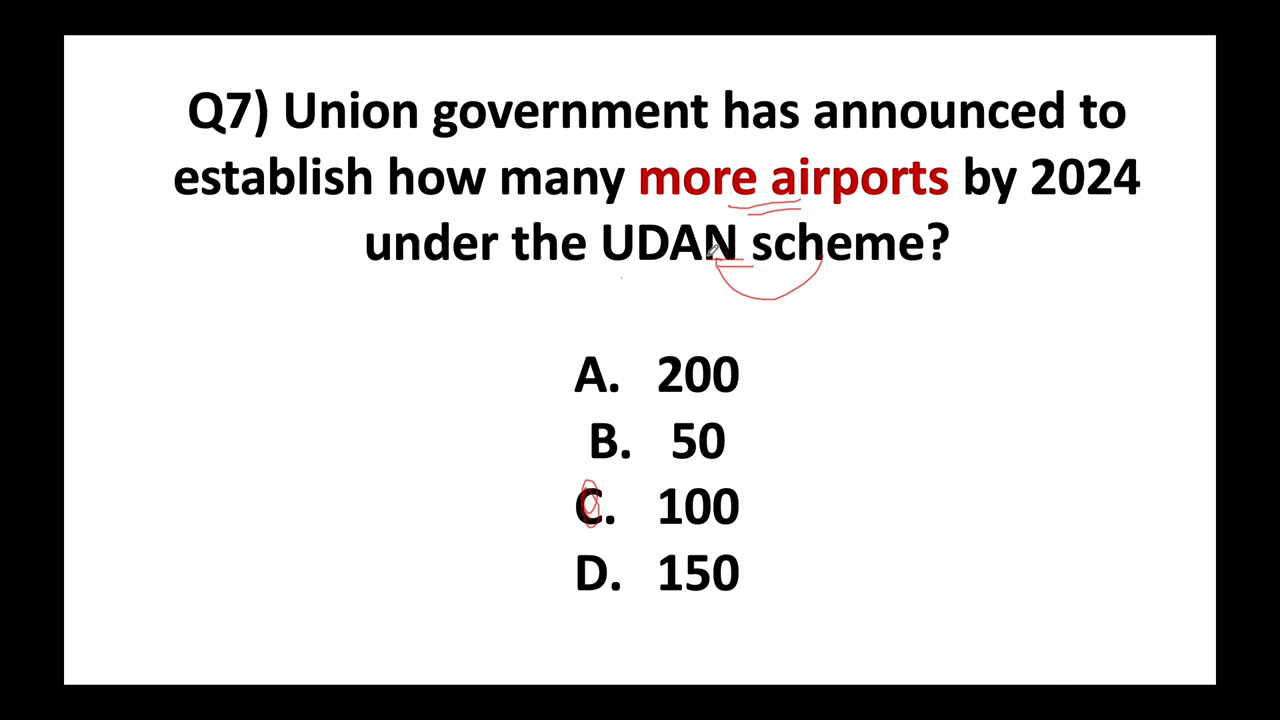 Q7) Union government has announced to
establish how many more airports by 2024
under the UDAN scheme?
A. 200
B. 50
C. 100
D. 150